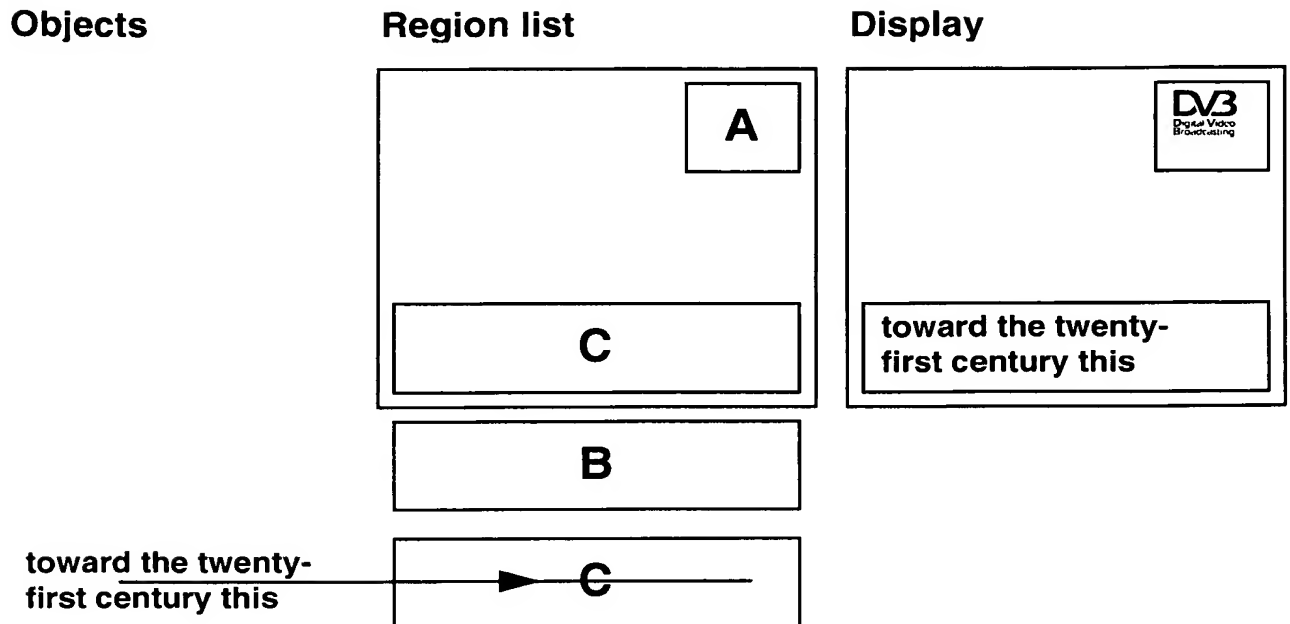 Objects
Region list
Display
A
DVB
Digital Video
Broadcasting
C
toward the twenty-
first century this
B
toward the twenty-
first century this
C